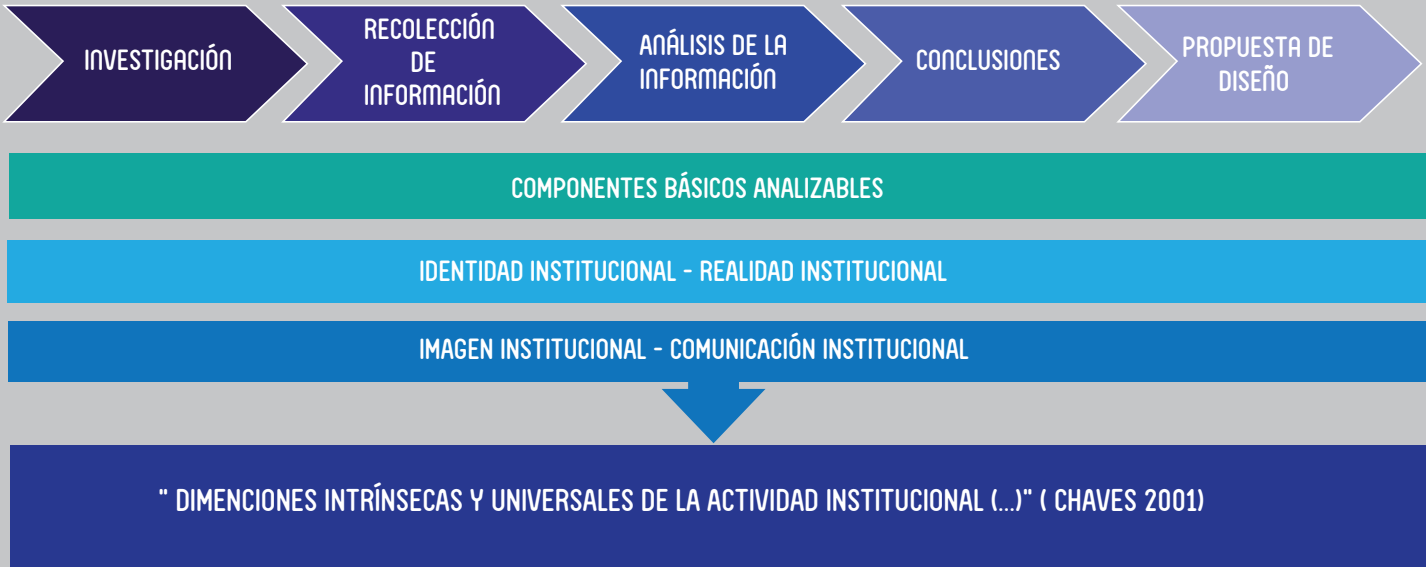 INVESTIGACIÓN
RECOLECCIÓN
DE
INFORMACIÓN
ANÁLISIS DE LA
INFORMACIÓN
CONCLUSIONES
PROPUESTA DE
DISEÑO
COMPONENTES BÁSICOS ANALIZABLES
IDENTIDAD INSTITUCIONAL - REALIDAD INSTITUCIONAL
IMAGEN INSTITUCIONAL - COMUNICACIÓN INSTITUCIONAL
" DIMENCIONES INTRÍNSECAS Y UNIVERSALES DE LA ACTIVIDAD INSTITUCIONAL (...)" ( CHAVES 2001)